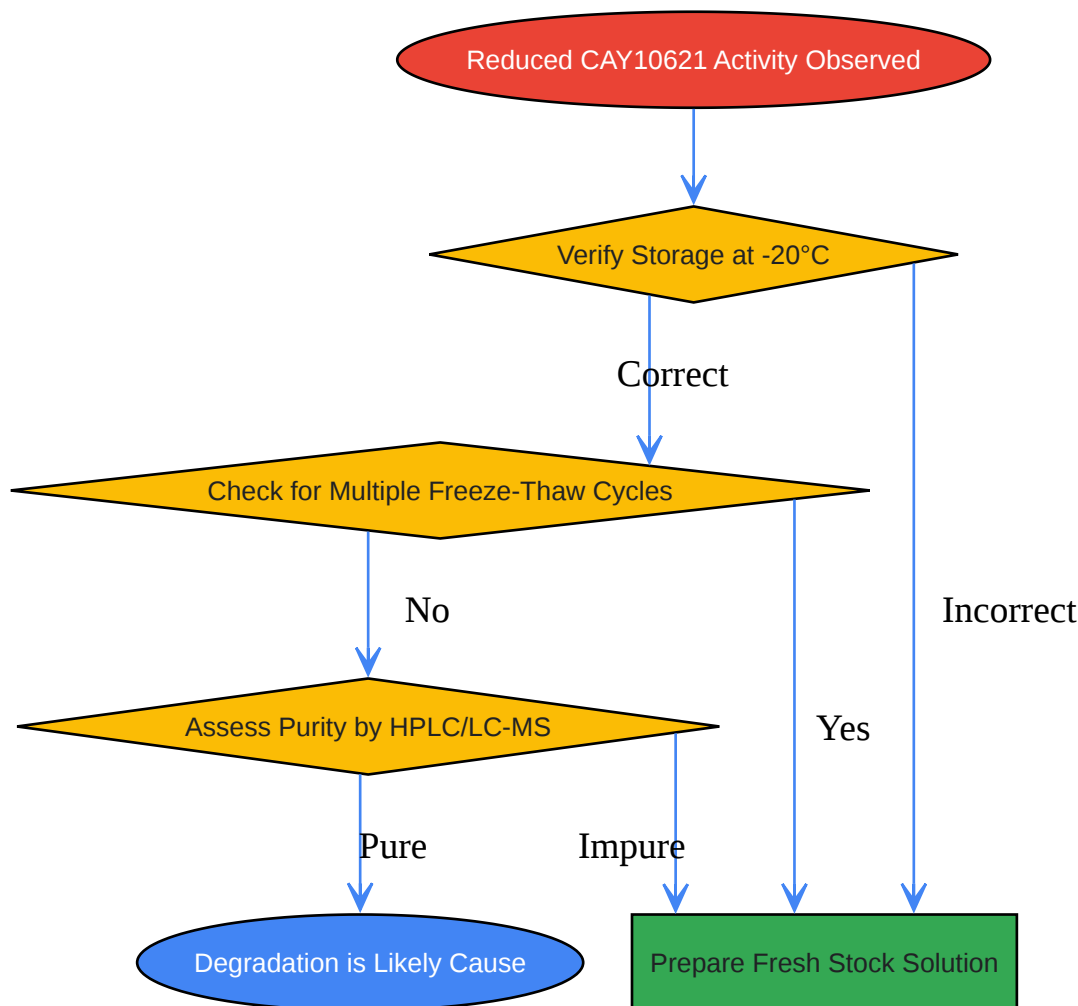 Reduced CAY10621 Activity Observed
Verify Storage at -20°C
Correct
Check for Multiple Freeze-Thaw Cycles
No
Incorrect
Assess Purity by HPLC/LC-MS
Yes
Pure
Impure
Degradation is Likely Cause
Prepare Fresh Stock Solution